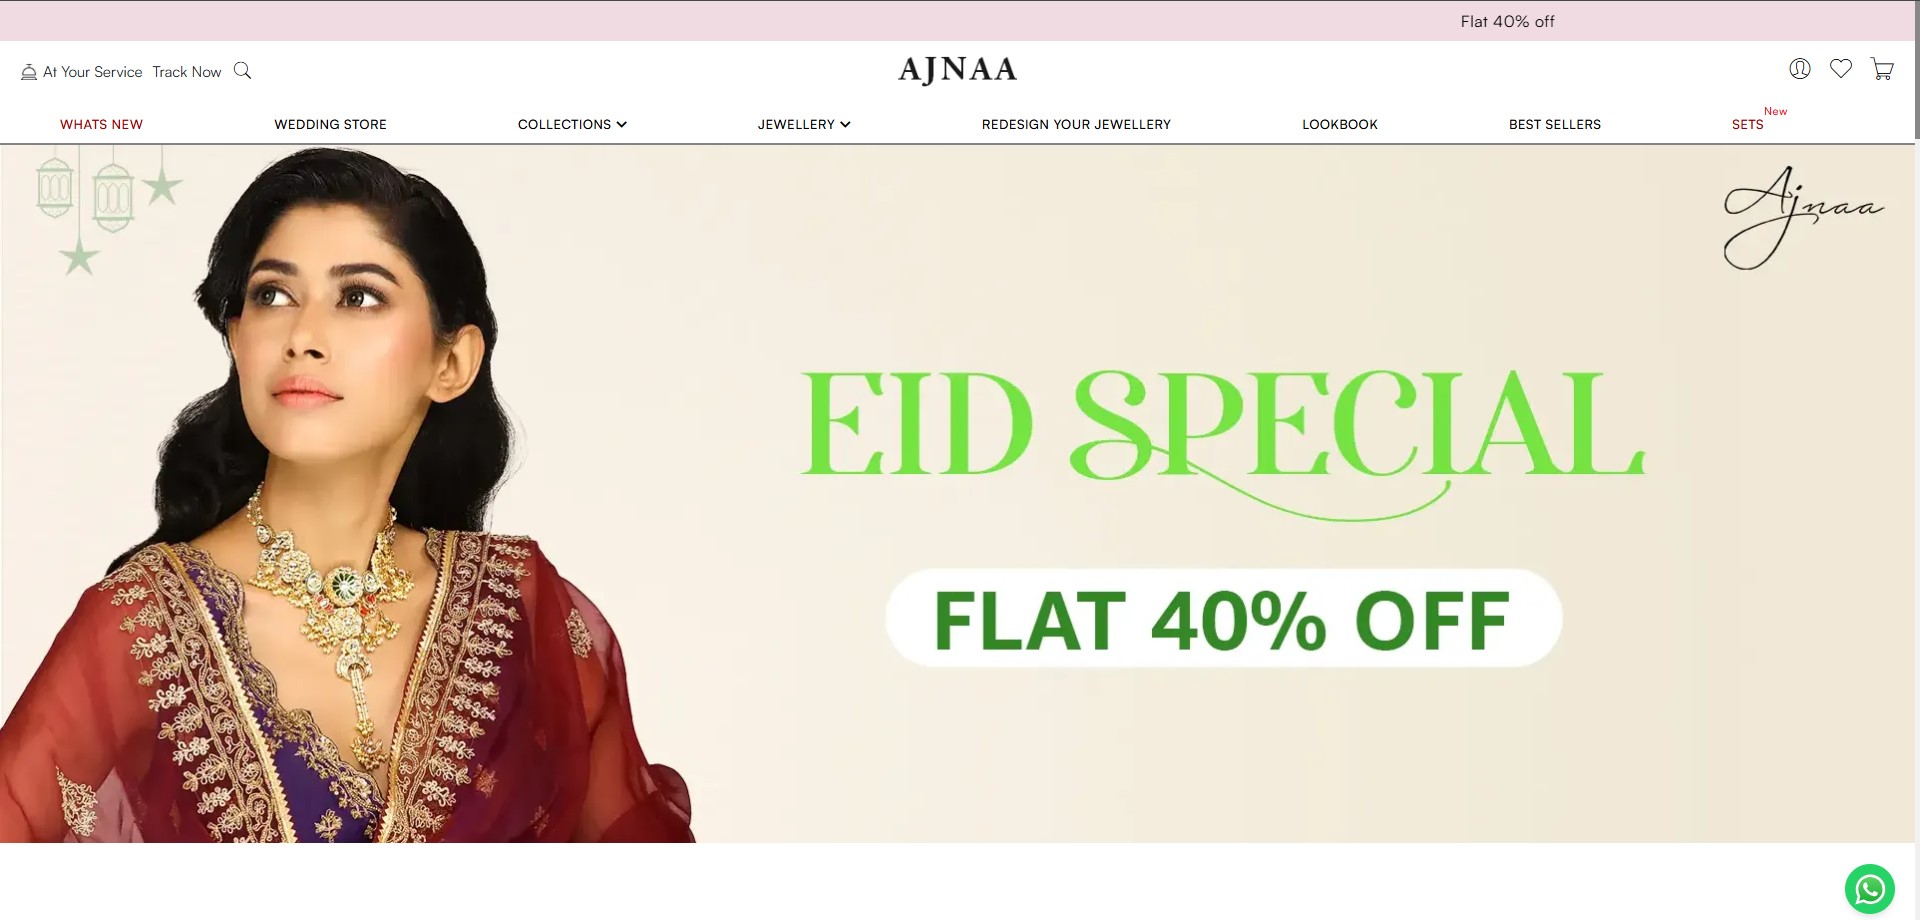 Flat 40% off
At Your Service Track Now
AJNAA
WHATS NEW
WEDDING STORE
COLLECTIONS
JEWELLERY
REDESIGN YOUR JEWELLERY
LOOKBOOK
BEST SELLERS
SETS
New
Ajnaa
EID SPECIAL
FLAT 40% OFF